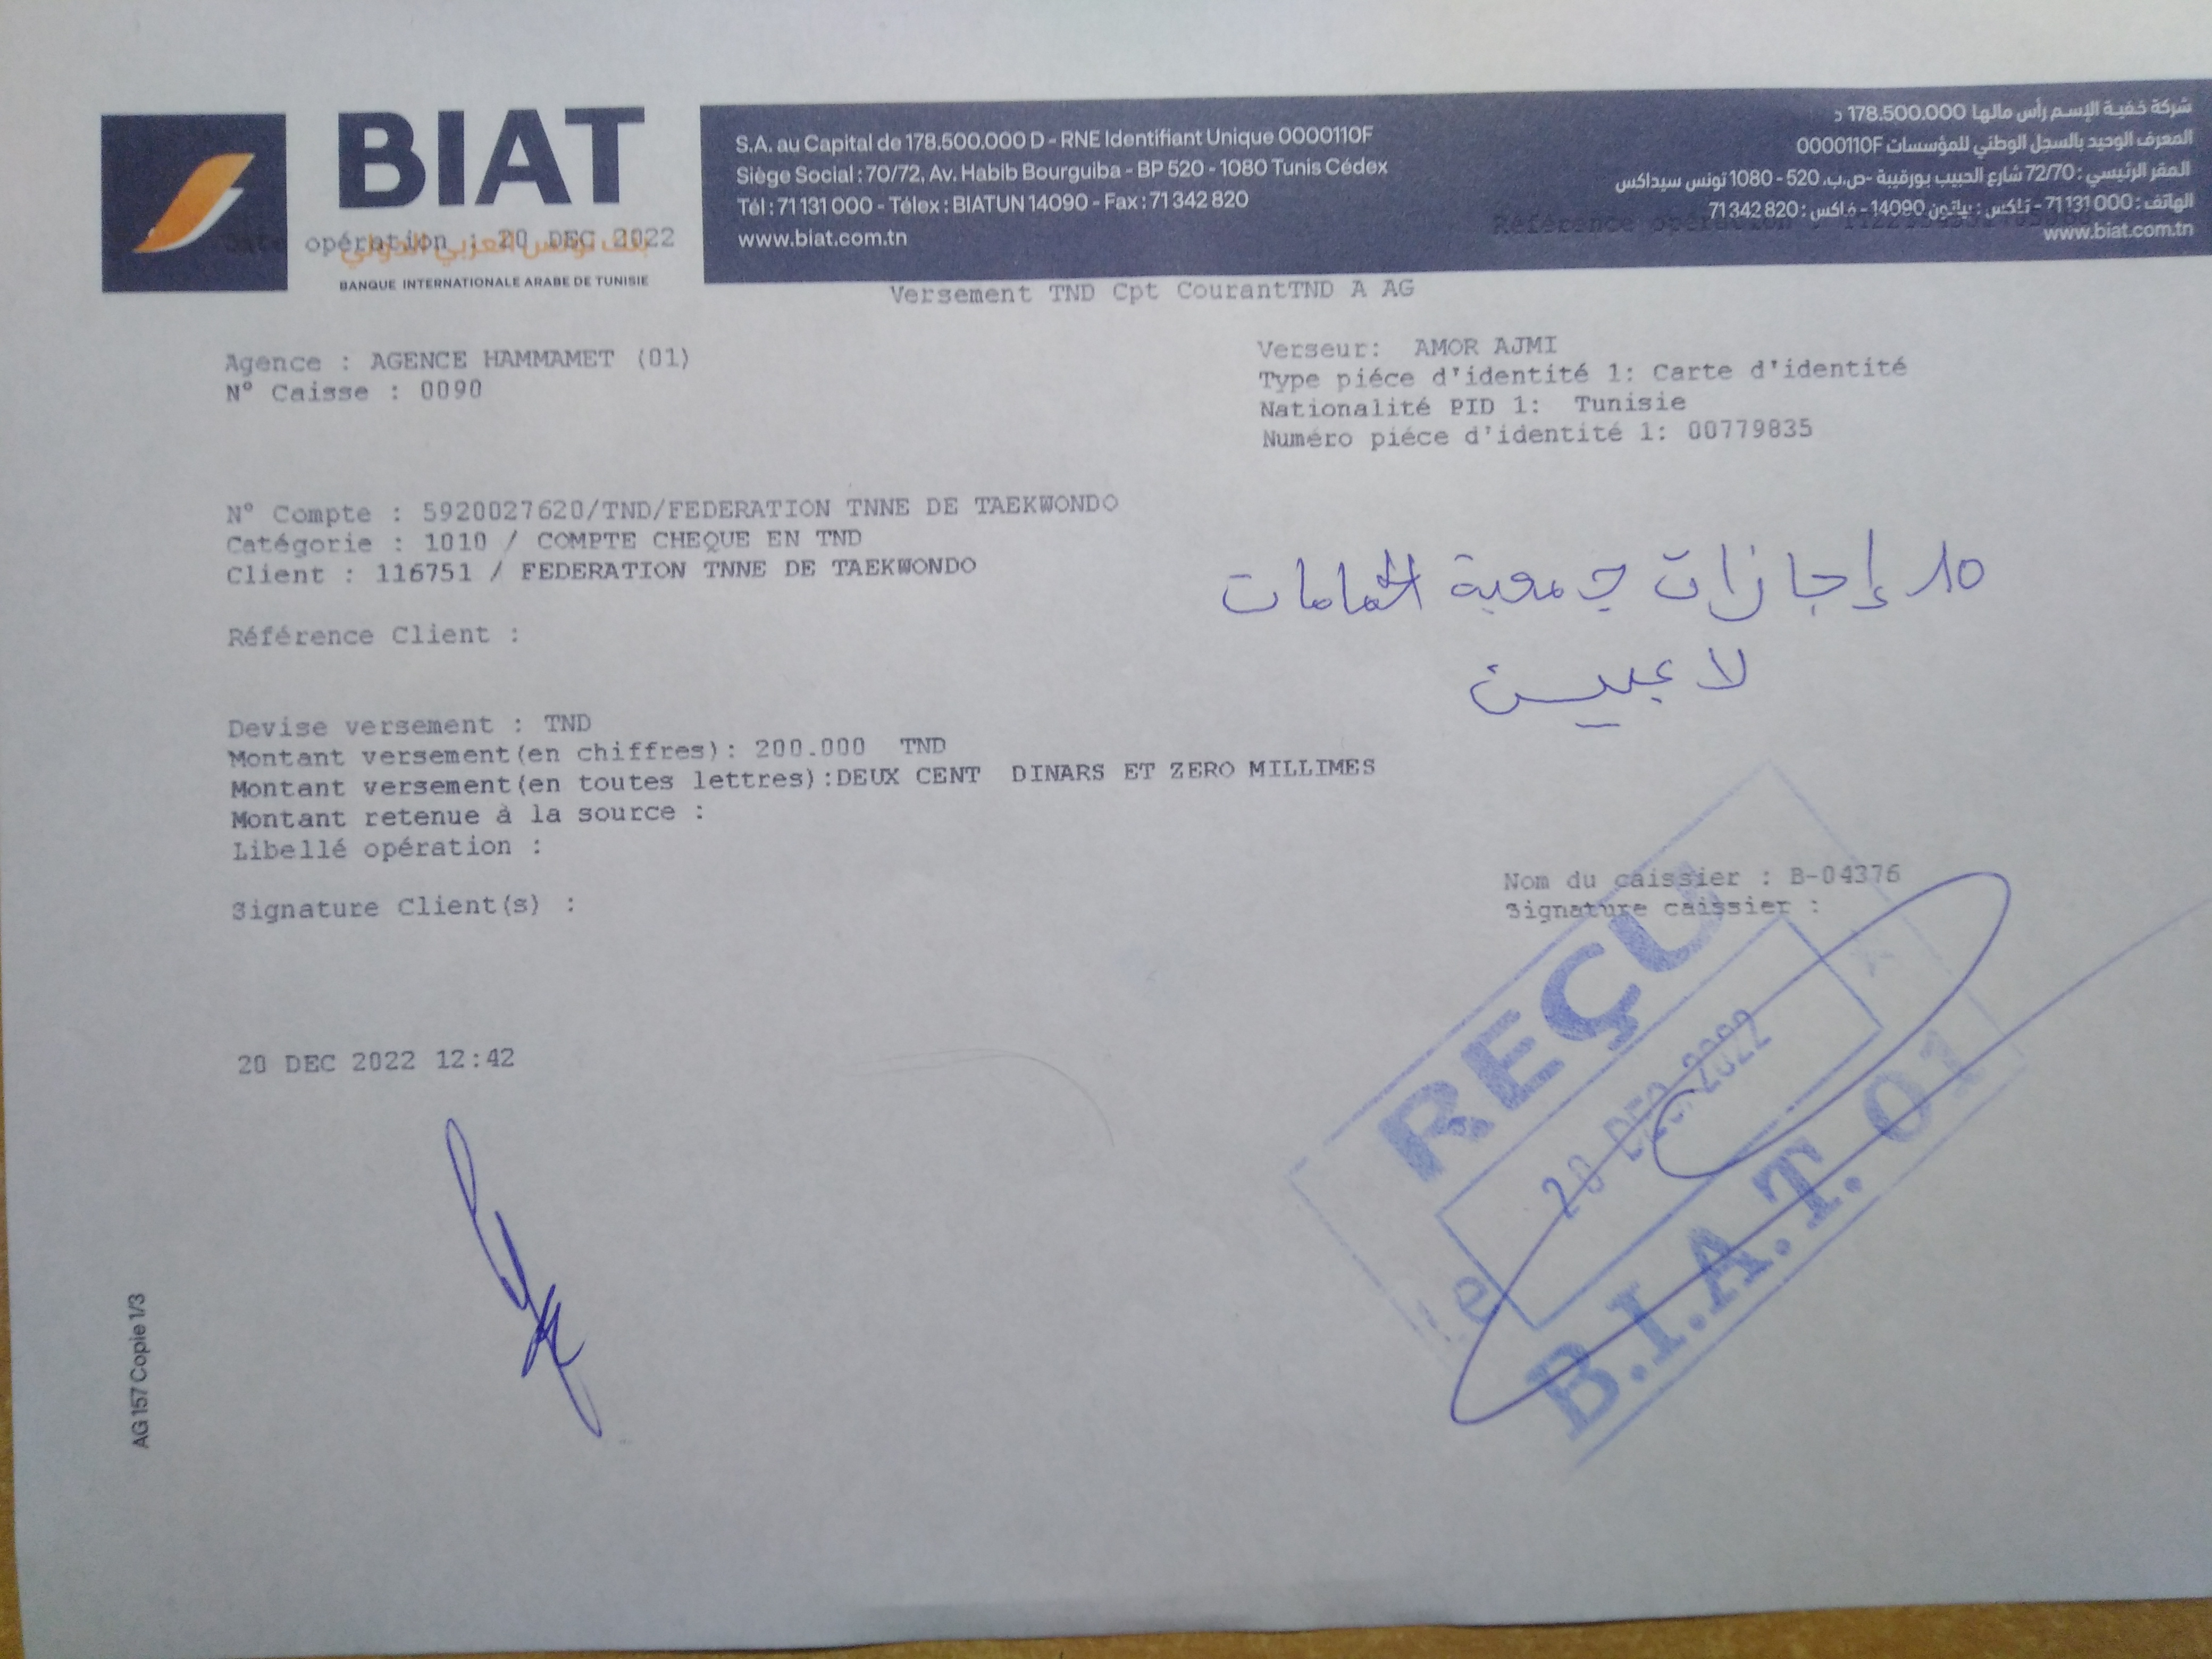 BIAT
بنك تونس العربي الدولي
BANQUE INTERNATIONALE ARABE DE TUNISIE
S.A. au Capital de 178.500.000 D - RNE Identifiant Unique 0000110F
Siège Social : 70/72, Av. Habib Bourguiba - BP 520 - 1080 Tunis Cédex
Tél : 71 131 000 - Télex : BIATUN 14090 - Fax : 71 342 820
www.biat.com.tn
شركة خفية الإسم رأس مالها 178.500.000 د
المعرف الوحيد بالسجل الوطني للمؤسسات 0000110F
المقر الرئيسي : 72/70 شارع الحبيب بورقيبة -ص.ب. 520 - 1080 تونس سيداكس
الهاتف : 71 131 000 - تلكس : بياتون 14090 - فاكس : 71 342 820
www.biat.com.tn
Date opération : 20 DEC 2022
Référence opération :
Versement TND Cpt CourantTND A AG
Agence : AGENCE HAMMAMET (01)
N° Caisse : 0090
Verseur: AMOR AJMI
Type piéce d'identité 1: Carte d'identité
Nationalité PID 1: Tunisie
Numéro piéce d'identité 1: 00779835
N° Compte : 5920027620/TND/FEDERATION TNNE DE TAEKWONDO
Catégorie : 1010 / COMPTE CHEQUE EN TND
Client : 116751 / FEDERATION TNNE DE TAEKWONDO
10 إجازات جمعية الحمامات
لاعبين
Référence Client :
Devise versement : TND
Montant versement(en chiffres): 200.000 TND
Montant versement(en toutes lettres):DEUX CENT DINARS ET ZERO MILLIMES
Montant retenue à la source :
Libellé opération :
Signature Client(s) :
Nom du caissier : B-04376
Signature caissier :
20 DEC 2022 12:42
REÇU
20 DEC. 2022
B.I.A.T. 01
AG 157 Copie 1/3